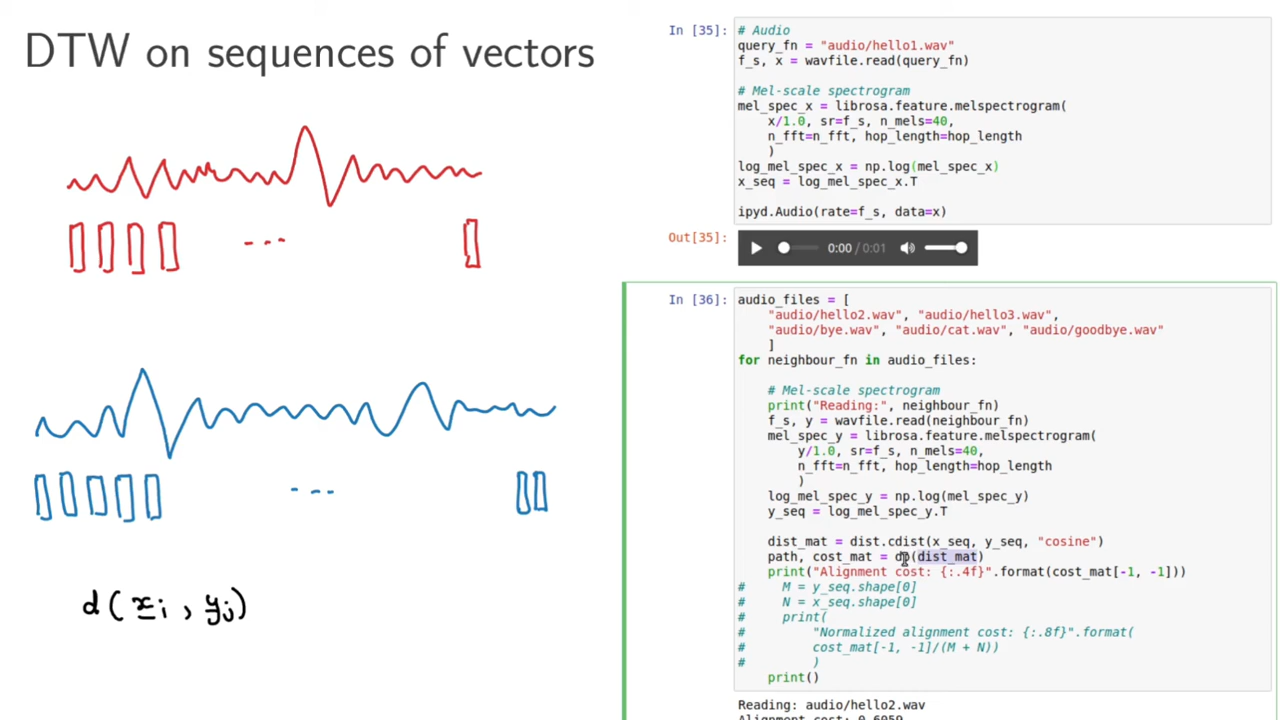 DTW on sequences of vectors
d ( x i , y j )
In [35]:
# Audio
query_fn = "audio/hello1.wav"
f_s, x = wavfile.read(query_fn)
# Mel-scale spectrogram
mel_spec_x = librosa.feature.melspectrogram(
x/1.0, sr=f_s, n_mels=40,
n_fft=n_fft, hop_length=hop_length
)
log_mel_spec_x = np.log(mel_spec_x)
x_seq = log_mel_spec_x.T
ipyd.Audio(rate=f_s, data=x)
Out[35]:
0:00 / 0:01
In [36]:
audio_files = [
"audio/hello2.wav", "audio/hello3.wav",
"audio/bye.wav", "audio/cat.wav", "audio/goodbye.wav"
]
for neighbour_fn in audio_files:
# Mel-scale spectrogram
print("Reading:", neighbour_fn)
f_s, y = wavfile.read(neighbour_fn)
mel_spec_y = librosa.feature.melspectrogram(
y/1.0, sr=f_s, n_mels=40,
n_fft=n_fft, hop_length=hop_length
)
log_mel_spec_y = np.log(mel_spec_y)
y_seq = log_mel_spec_y.T
dist_mat = dist.cdist(x_seq, y_seq, "cosine")
path, cost_mat = dp(dist_mat)
print("Alignment cost: {:.4f}".format(cost_mat[-1, -1]))
# M = y_seq.shape[0]
# N = x_seq.shape[0]
# print(
# "Normalized alignment cost: {:.8f}".format(
# cost_mat[-1, -1]/(M + N))
# )
print()
Reading: audio/hello2.wav
Alignment cost: 0.6059